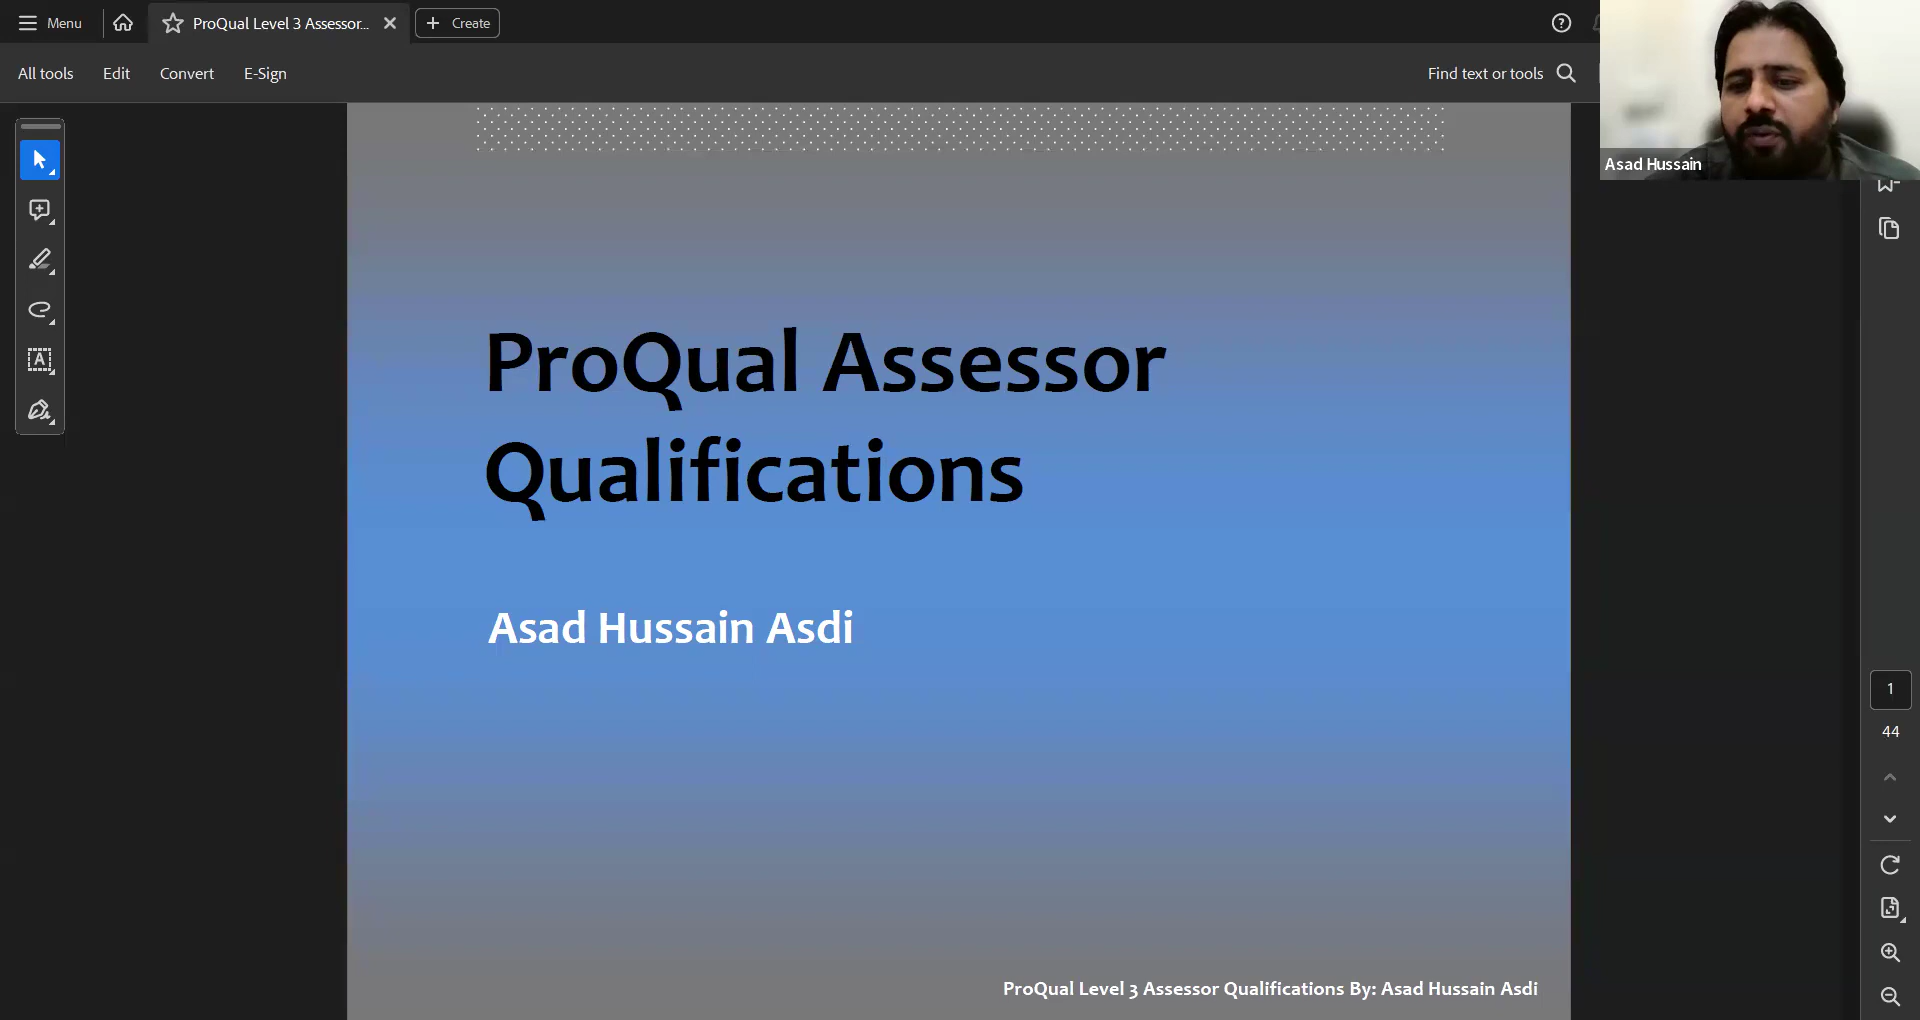 Menu
ProQual Level 3 Assessor...
Create
All tools
Edit
Convert
E-Sign
Find text or tools
Asad Hussain
ProQual Assessor
Qualifications
Asad Hussain Asdi
1
44
ProQual Level 3 Assessor Qualifications By: Asad Hussain Asdi